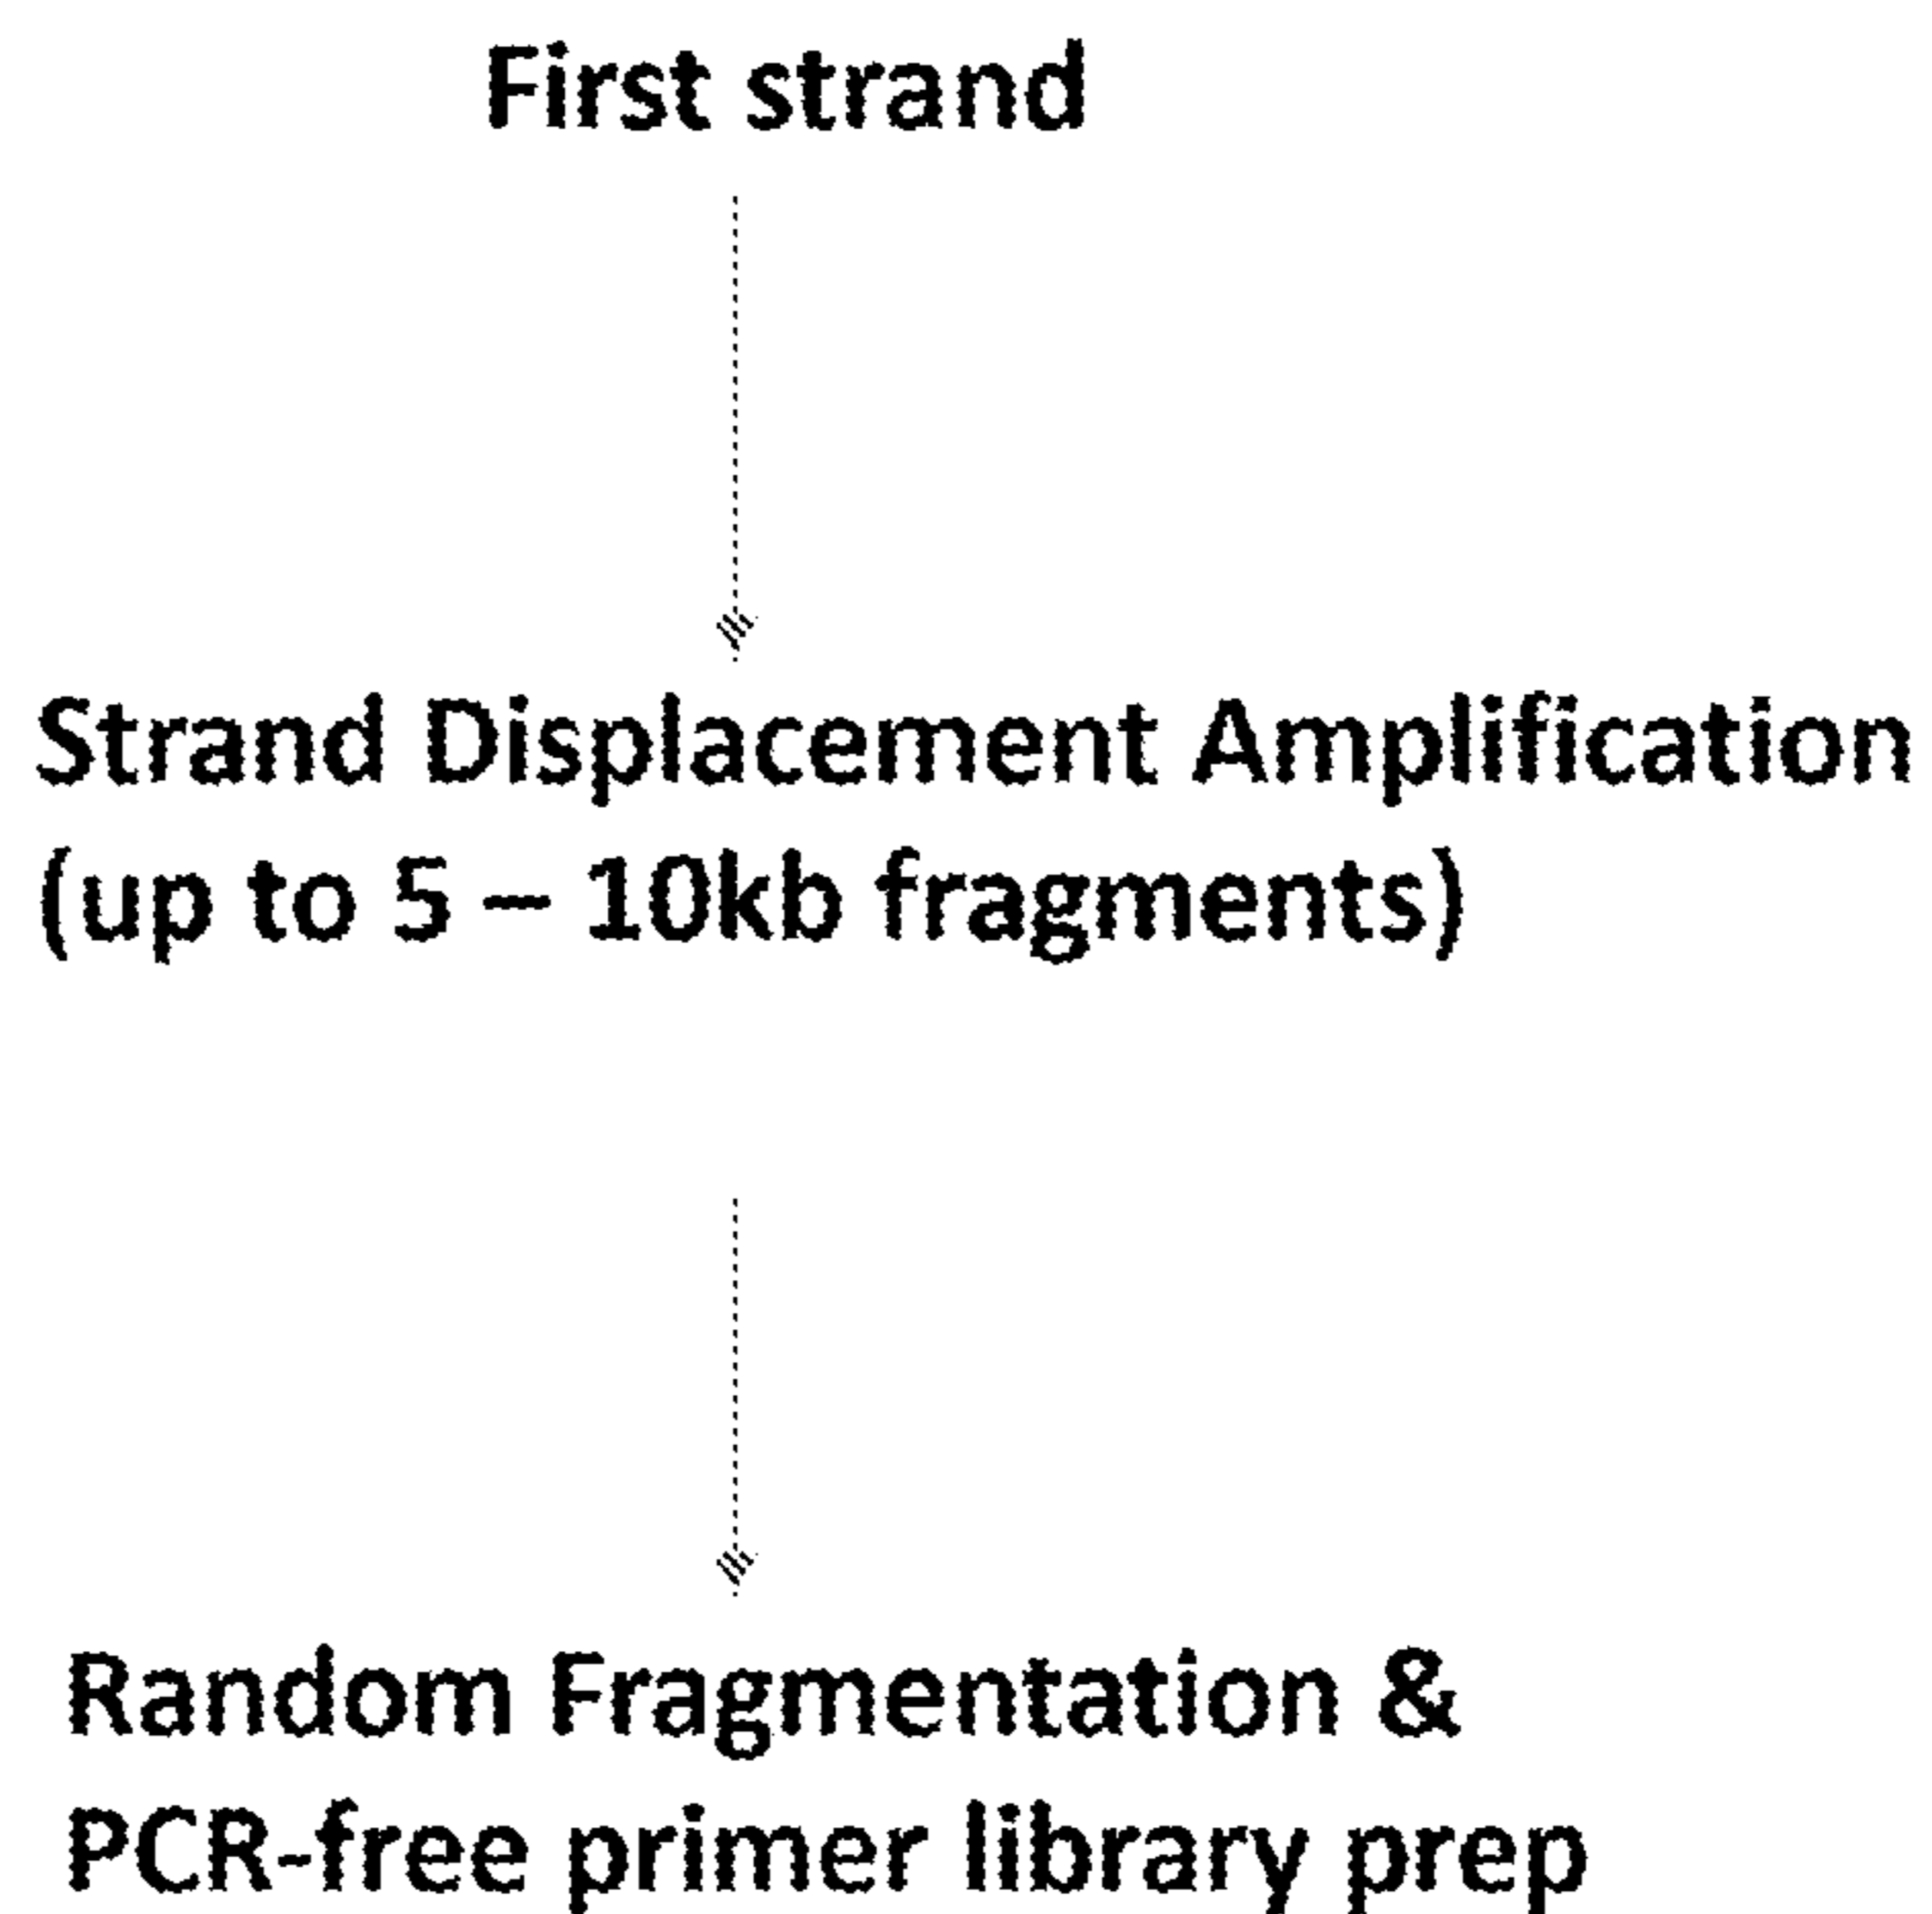 First strand
Strand Displacement Amplification
(up to 5 – 10kb fragments)
Random Fragmentation &
PCR-free primer library prep